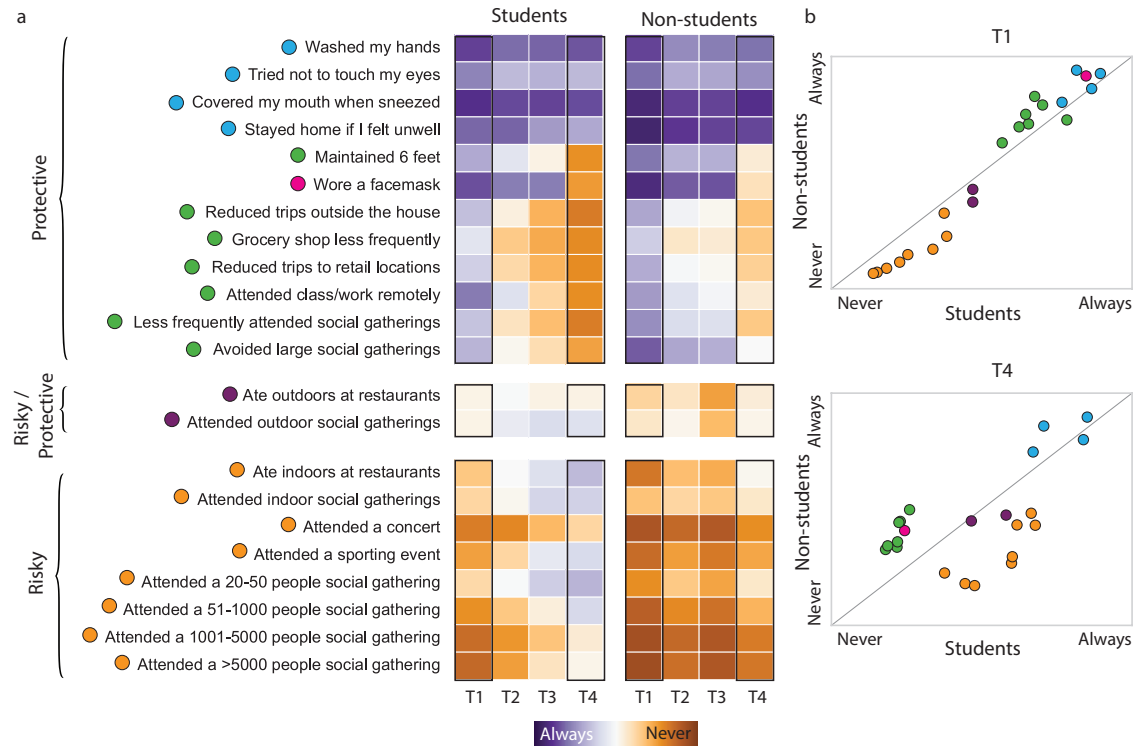 a
Students
Non-students
b
Protective
Washed my hands
Tried not to touch my eyes
Covered my mouth when sneezed
Stayed home if I felt unwell
Maintained 6 feet
Wore a facemask
Reduced trips outside the house
Grocery shop less frequently
Reduced trips to retail locations
Attended class/work remotely
Less frequently attended social gatherings
Avoided large social gatherings
Risky /
Protective
Ate outdoors at restaurants
Attended outdoor social gatherings
Risky
Ate indoors at restaurants
Attended indoor social gatherings
Attended a concert
Attended a sporting event
Attended a 20-50 people social gathering
Attended a 51-1000 people social gathering
Attended a 1001-5000 people social gathering
Attended a >5000 people social gathering
T1 T2 T3 T4
T1 T2 T3 T4
Always Never
T1
Always
Non-students
Never
Never Always
Students
T4
Always
Non-students
Never
Never Always
Students